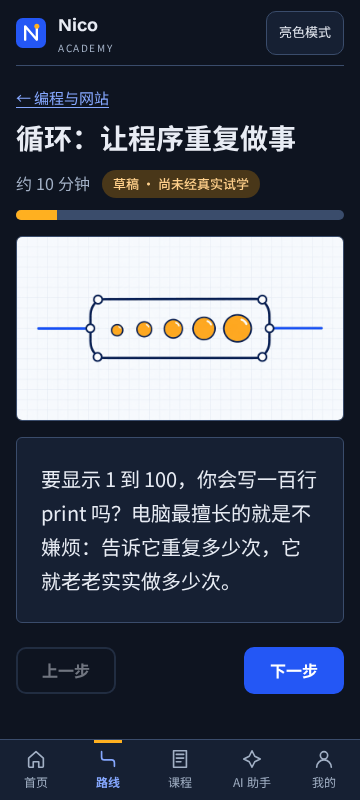 Nico
ACADEMY
亮色模式
← 编程与网站
循环：让程序重复做事
约 10 分钟
草稿 · 尚未经真实试学
要显示 1 到 100，你会写一百行
print 吗？电脑最擅长的就是不
嫌烦：告诉它重复多少次，它
就老老实实做多少次。
上一步
下一步
首页
路线
课程
AI 助手
我的